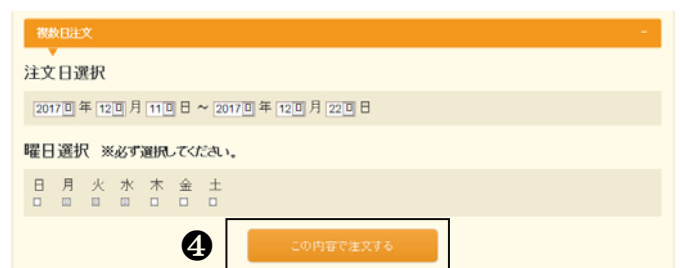 複数日注文 −
注文日選択
2017 年 12 月 11 日 ~ 2017 年 12 月 22 日
曜日選択 ※必ず選択してください。
日 月 火 水 木 金 土
❹ この内容で注文する